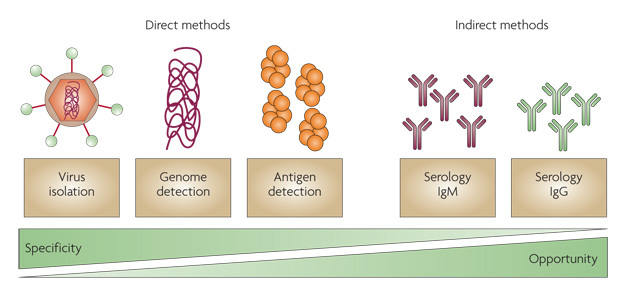 Direct methods
Indirect methods
Virus
isolation
Genome
detection
Antigen
detection
Serology
IgM
Serology
IgG
Specificity
Opportunity